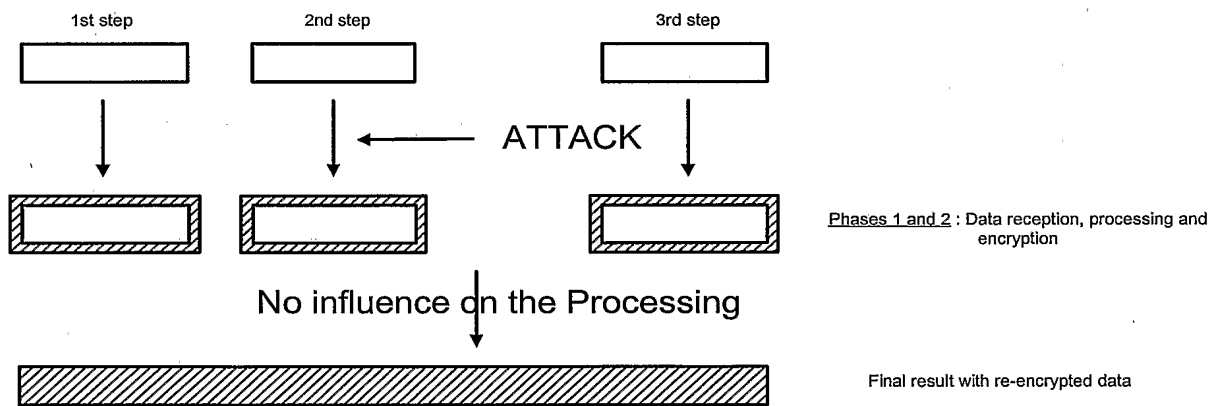 1st step
2nd step
3rd step
ATTACK
Phases 1 and 2 : Data reception, processing and
encryption
No influence on the Processing
Final result with re-encrypted data